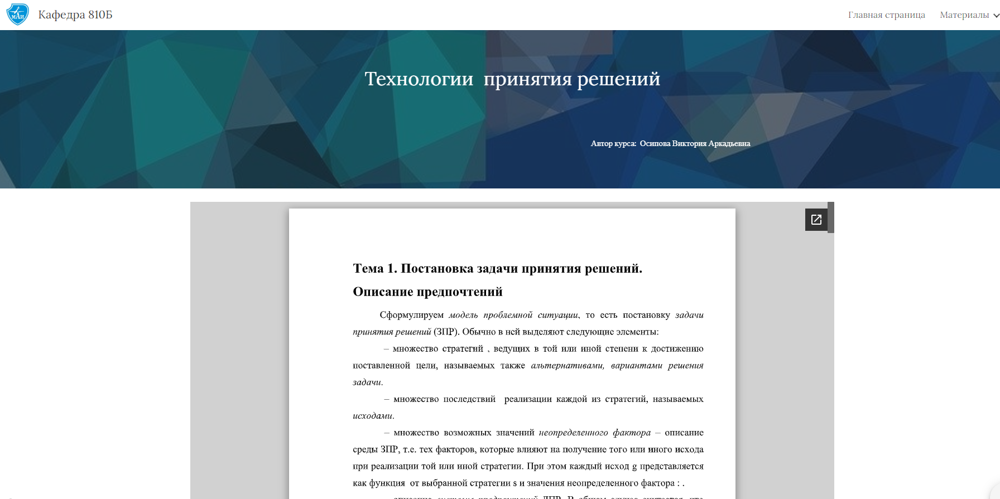 МАИ
Кафедра 810Б
Главная страница
Материалы
Технологии принятия решений
Автор курса: Осипова Виктория Аркадьевна
Тема 1. Постановка задачи принятия решений.
Описание предпочтений
Сформулируем модель проблемной ситуации, то есть постановку задачи
принятия решений (ЗПР). Обычно в ней выделяют следующие элементы:
– множество стратегий , ведущих в той или иной степени к достижению
поставленной цели, называемых также альтернативами, вариантами решения
задачи.
– множество последствий реализации каждой из стратегий, называемых
исходами.
– множество возможных значений неопределенного фактора – описание
среды ЗПР, т.е. тех факторов, которые влияют на получение того или иного исхода
при реализации той или иной стратегии. При этом каждый исход g представляется
как функция от выбранной стратегии s и значения неопределенного фактора : .